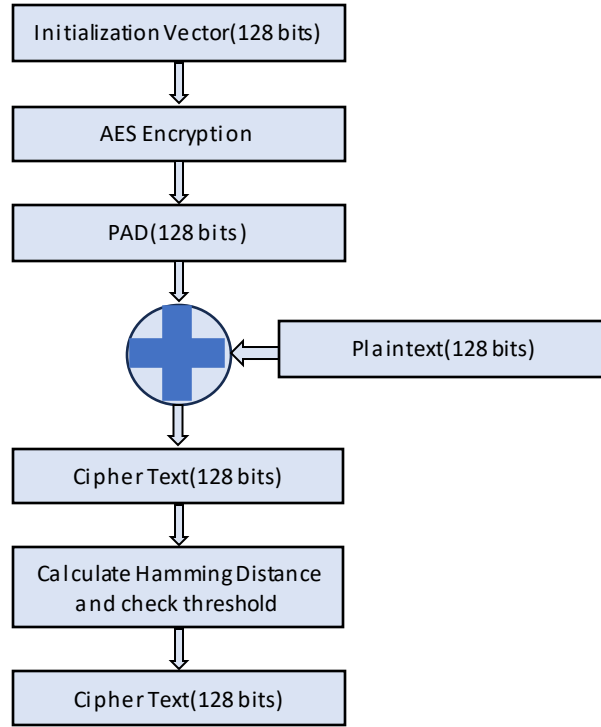 Initialization Vector(128 bits)
AES Encryption
PAD(128 bits)
Plaintext(128 bits)
Cipher Text(128 bits)
Calculate Hamming Distance
and check threshold
Cipher Text(128 bits)